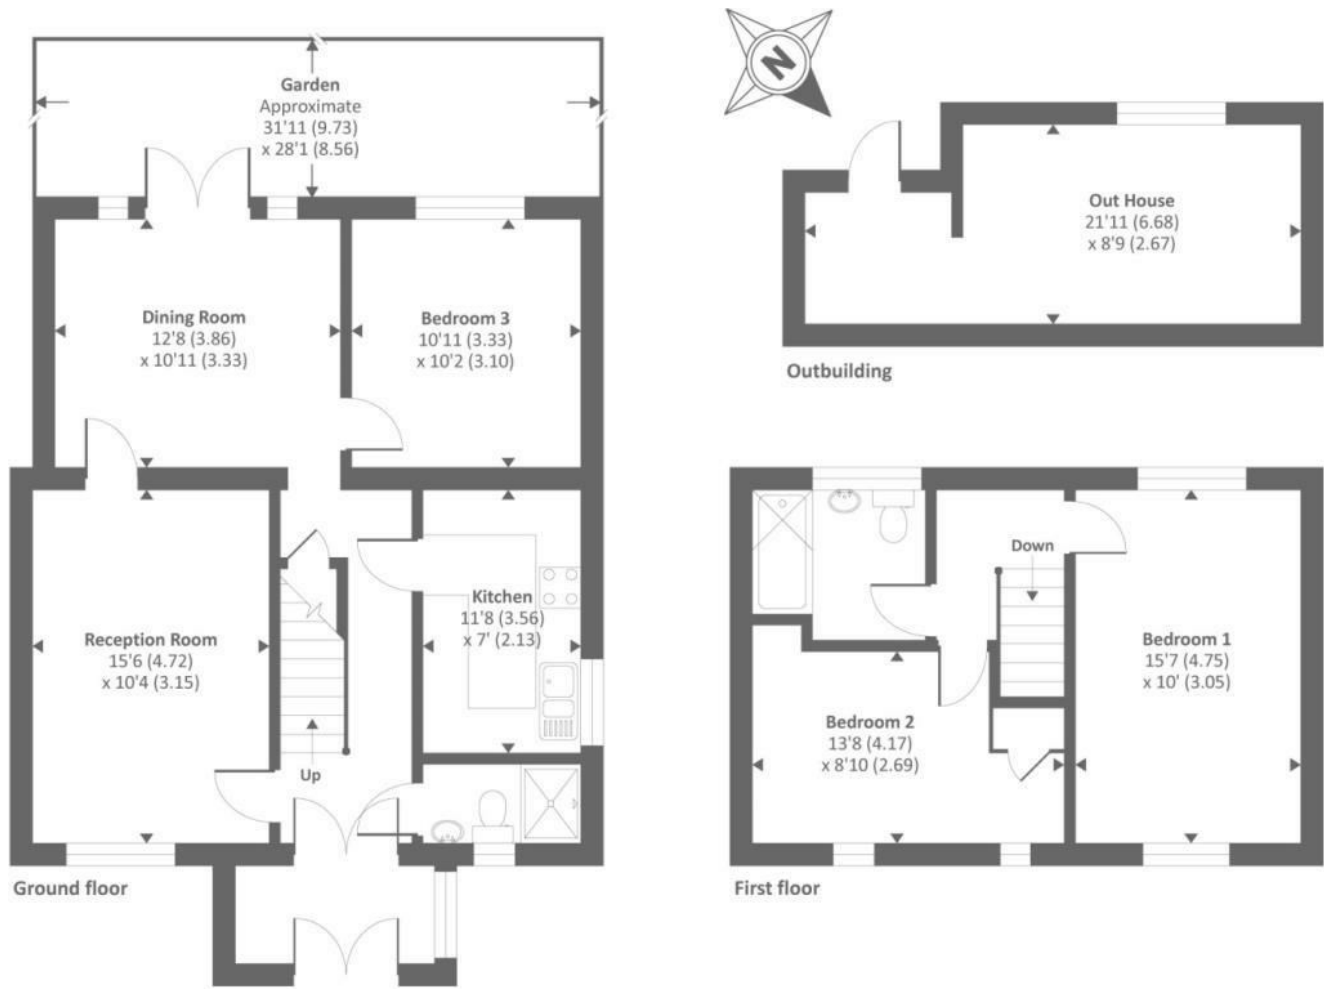 Garden
Approximate
31'11 (9.73)
x 28'1 (8.56)
N
Out House
21'11 (6.68)
x 8'9 (2.67)
Outbuilding
Dining Room
12'8 (3.86)
x 10'11 (3.33)
Bedroom 3
10'11 (3.33)
x 10'2 (3.10)
Reception Room
15'6 (4.72)
x 10'4 (3.15)
Up
Kitchen
11'8 (3.56)
x 7' (2.13)
Ground floor
Down
Bedroom 1
15'7 (4.75)
x 10' (3.05)
Bedroom 2
13'8 (4.17)
x 8'10 (2.69)
First floor